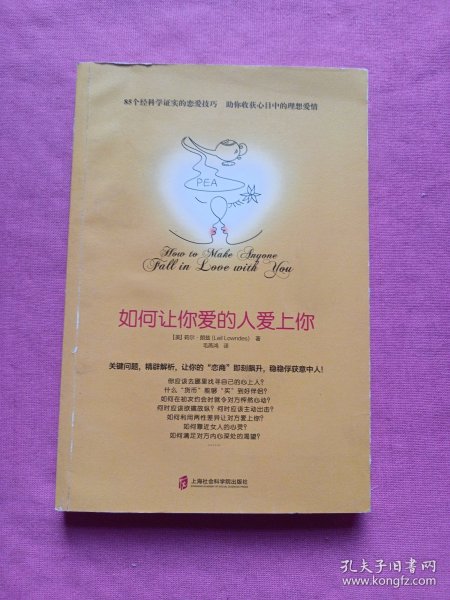 85个经科学证实的恋爱技巧 助你收获心目中的理想爱情
PEA
How to Make Anyone
Fall in Love with You
如何让你爱的人爱上你
[美] 莉尔·朗兹 (Leil Lowndes) 著
毛燕鸿 译
关键问题，精辟解析，让你的“恋商”即刻飙升，稳稳俘获意中人！
你应该去哪里找寻自己的心上人？
什么“货币”能够“买”到好伴侣？
如何在初次约会时就令对方怦然心动？
何时应该欲擒故纵？何时应该主动出击？
如何利用两性差异让对方爱上你？
如何靠近女人的心灵？
如何满足对方内心深处的渴望？
……
上海社会科学院出版社
孔夫子旧书网
www.kongfz.com